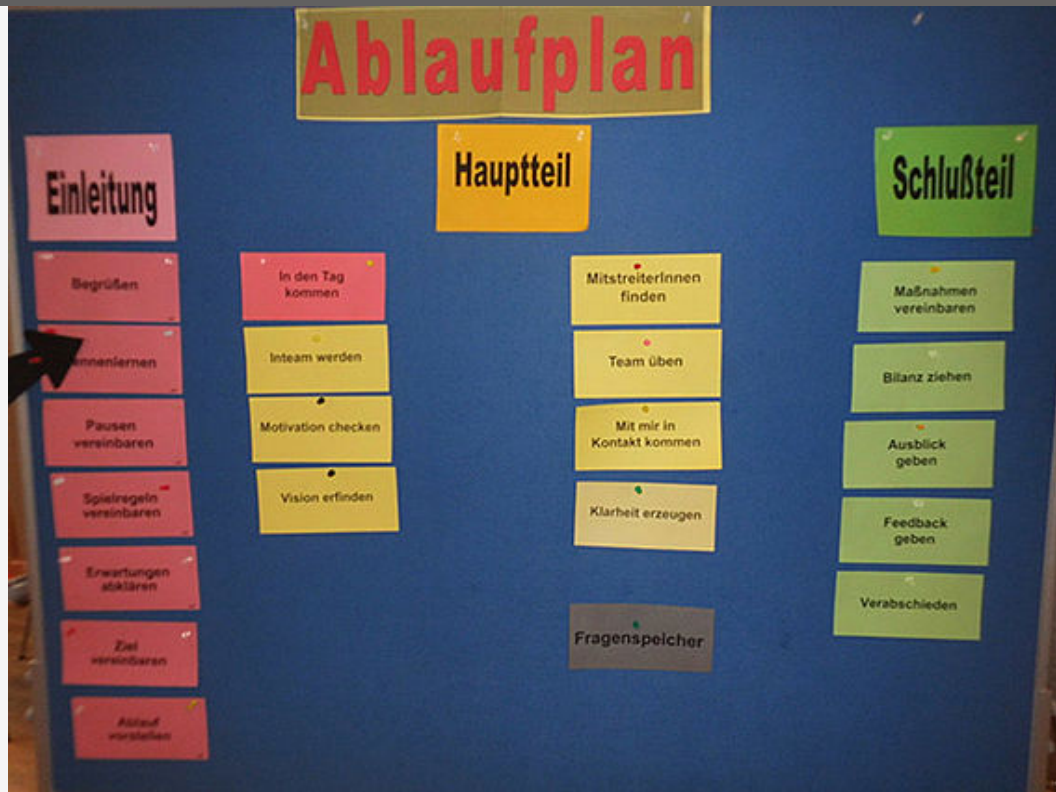 Ablaufplan
Einleitung
Begrüßen
ennenlernen
Pausen
vereinbaren
Spielregeln
vereinbaren
Erwartungen
abklären
Ziel
vereinbaren
Ablauf
vorstellen
Hauptteil
In den Tag
kommen
Inteam werden
Motivation checken
Vision erfinden
MitstreiterInnen
finden
Team üben
Mit mir in
Kontakt kommen
Klarheit erzeugen
Fragenspeicher
Schlußteil
Maßnahmen
vereinbaren
Bilanz ziehen
Ausblick
geben
Feedback
geben
Verabschieden